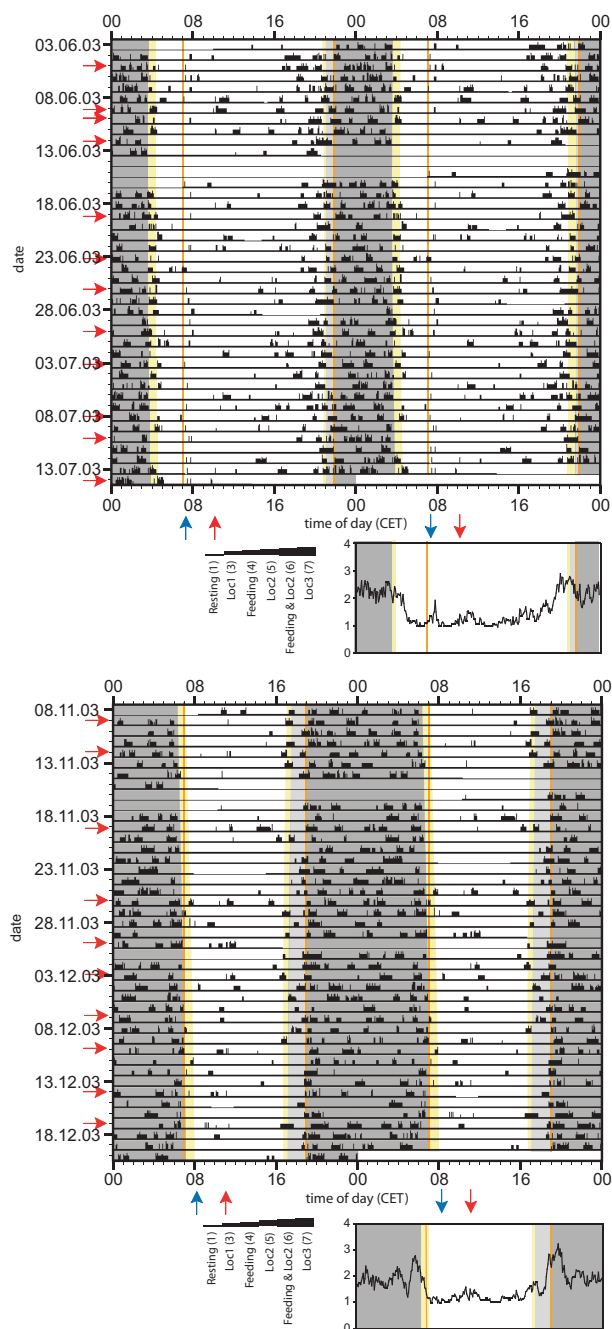 00 08 16 00 08 16 00
03.06.03
08.06.03
13.06.03
18.06.03
23.06.03
28.06.03
03.07.03
08.07.03
13.07.03
date
00 08 16 00 08 16 00
time of day (CET)
Resting (1)
Loc1 (3)
Feeding (4)
Loc2 (5)
Feeding & Loc2 (6)
Loc3 (7)
4
3
2
1
0
00 08 16 00 08 16 00
08.11.03
13.11.03
18.11.03
23.11.03
28.11.03
03.12.03
08.12.03
13.12.03
18.12.03
date
00 08 16 00 08 16 00
time of day (CET)
Resting (1)
Loc1 (3)
Feeding (4)
Loc2 (5)
Feeding & Loc2 (6)
Loc3 (7)
4
3
2
1
0